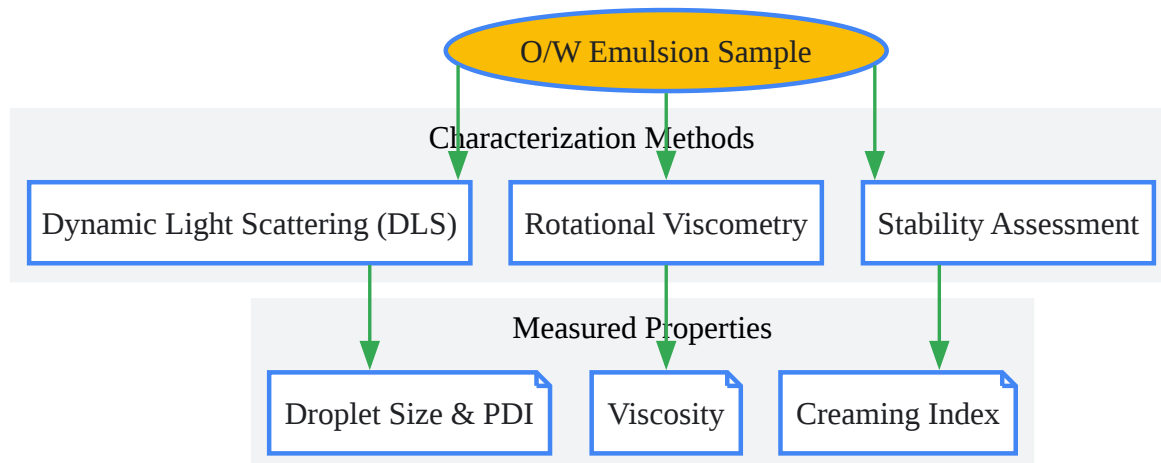 O/W Emulsion Sample
Characterization Methods
Dynamic Light Scattering (DLS)
Rotational Viscometry
Stability Assessment
Measured Properties
Droplet Size & PDI
Viscosity
Creaming Index